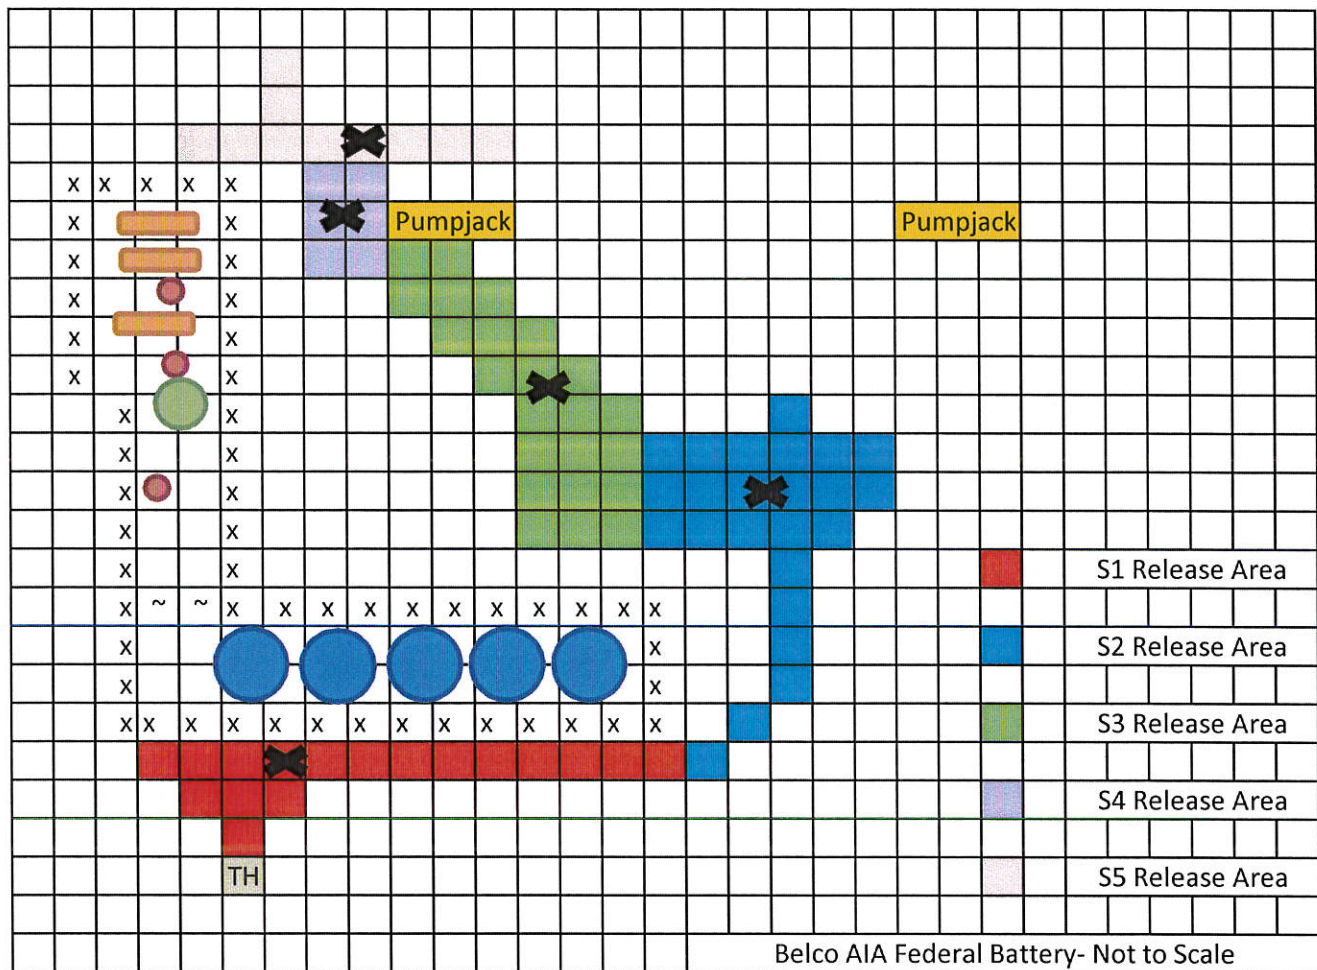 x x x x x
x Pumpjack x Pumpjack
x x
x x
x x
x x
x x
x x
x x
x x S1 Release Area
x ~ ~ x x x x x x x x x x x
x S2 Release Area
x x
x x x x x x x x x x x x x x S3 Release Area
S4 Release Area
TH S5 Release Area
Belco AIA Federal Battery- Not to Scale